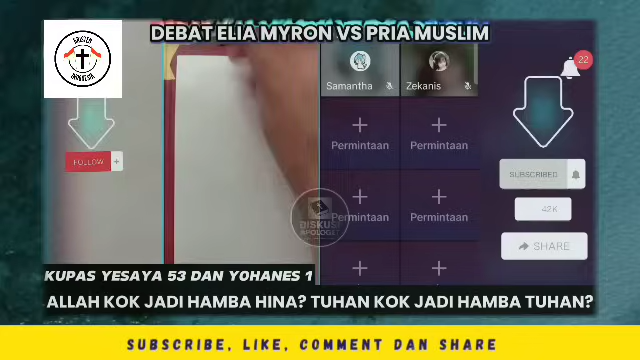 DEBAT ELIA MYRON VS PRIA MUSLIM
KRISTEN
INDONESIA
Samantha
Zekanis
22
FOLLOW
Permintaan
Permintaan
SUBSCRIBED
Permintaan
Permintaan
42K
DISKUSI
APOLOGET
SHARE
KUPAS YESAYA 53 DAN YOHANES 1
ALLAH KOK JADI HAMBA HINA? TUHAN KOK JADI HAMBA TUHAN?
SUBSCRIBE, LIKE, COMMENT DAN SHARE